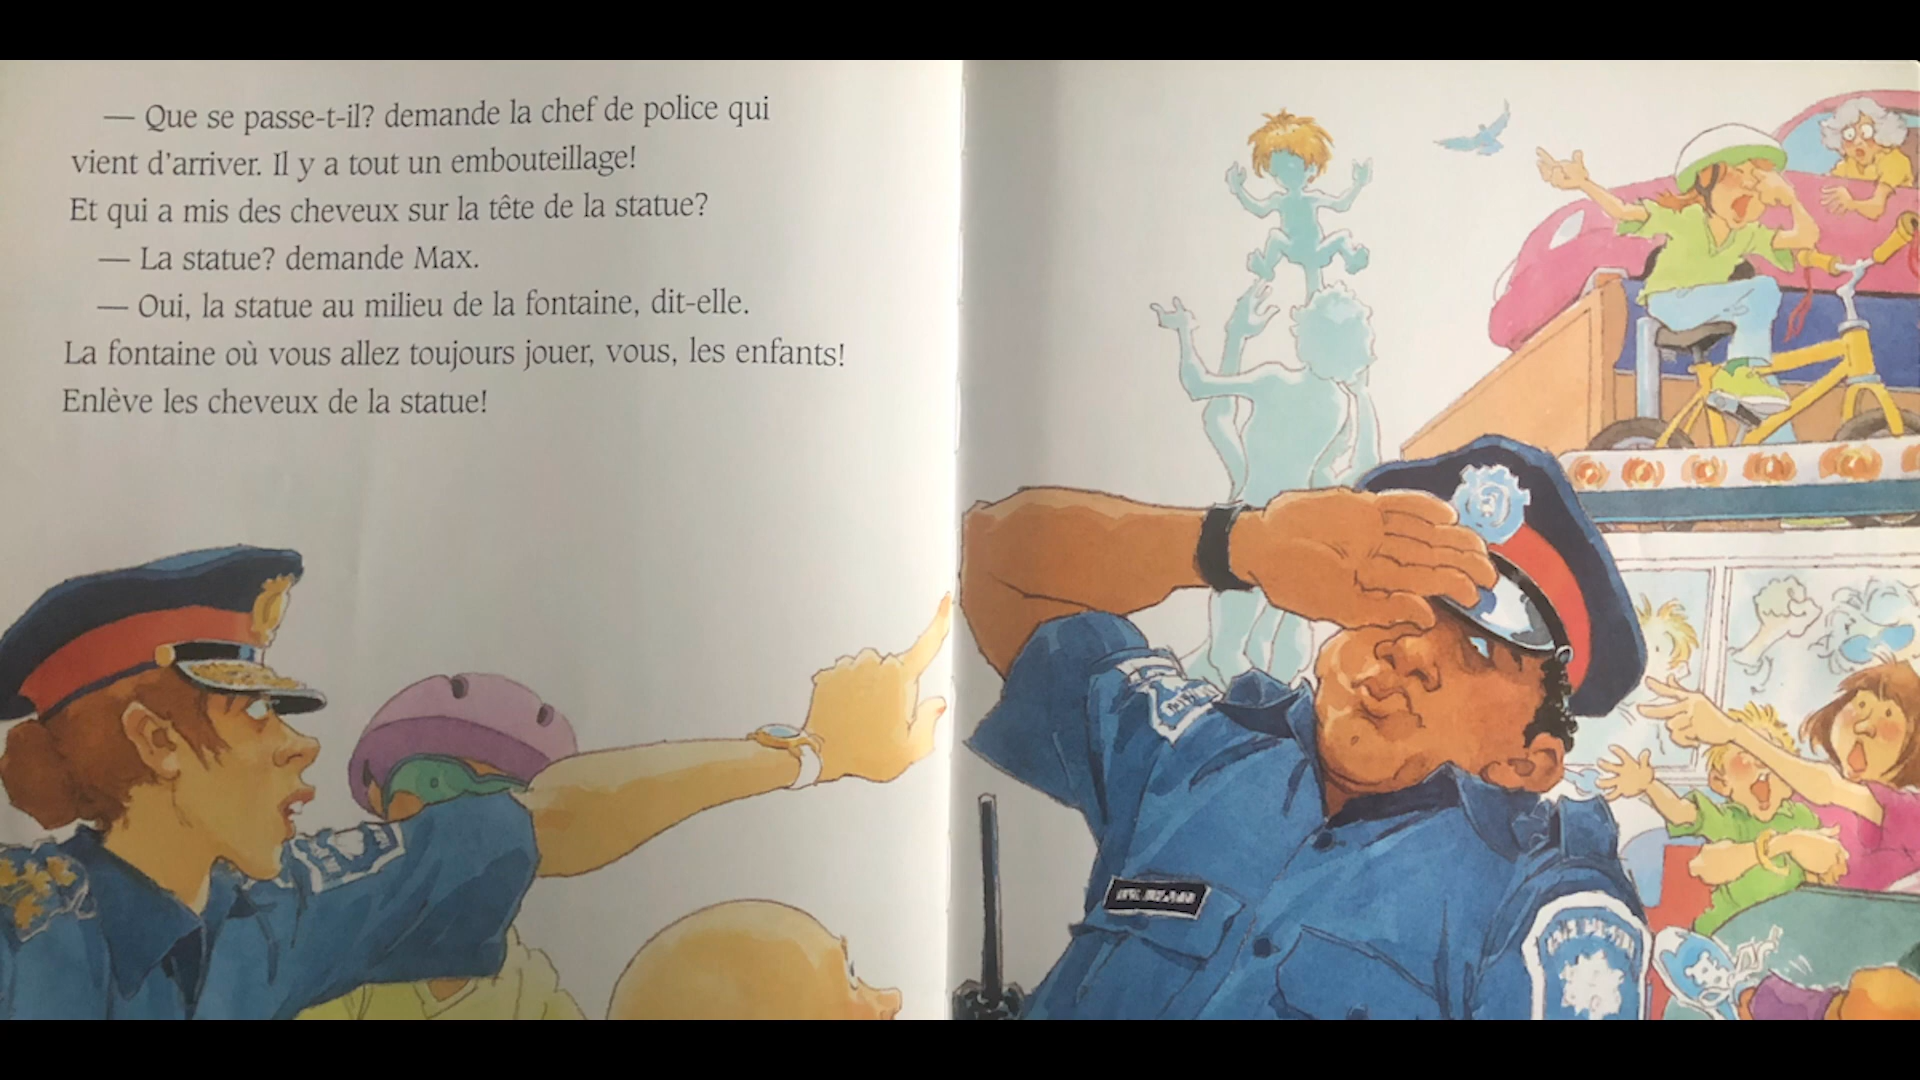 — Que se passe-t-il? demande la chef de police qui
vient d'arriver. Il y a tout un embouteillage!
Et qui a mis des cheveux sur la tête de la statue?
— La statue? demande Max.
— Oui, la statue au milieu de la fontaine, dit-elle.
La fontaine où vous allez toujours jouer, vous, les enfants!
Enlève les cheveux de la statue!